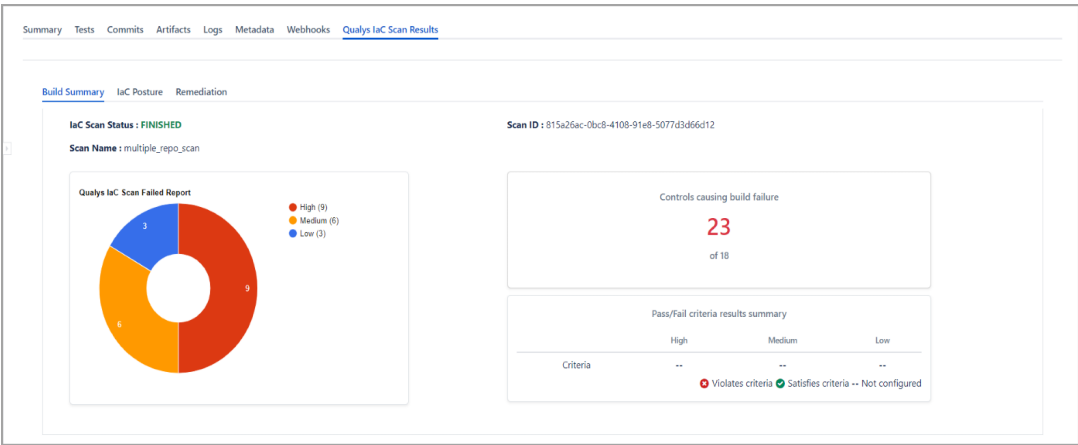 Summary Tests Commits Artifacts Logs Metadata Webhooks Qualys IaC Scan Results
Build Summary IaC Posture Remediation
IaC Scan Status : FINISHED
Scan ID : 815a26ac-0bc8-4108-91e8-5077d3d66d12
Scan Name : multiple_repo_scan
Qualys IaC Scan Failed Report
High (9)
Medium (6)
Low (3)
3
9
6
Controls causing build failure
23
of 18
Pass/Fail criteria results summary
High Medium Low
Criteria -- -- --
Violates criteria Satisfies criteria -- Not configured